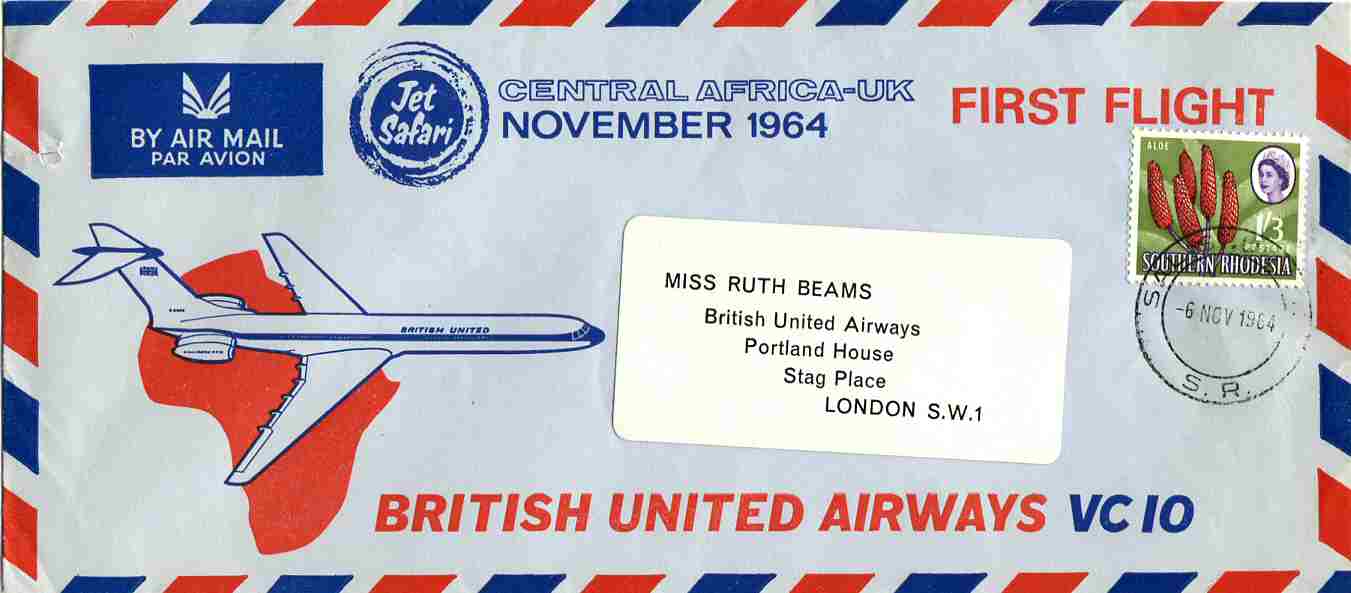 BY AIR MAIL
PAR AVION
Jet
Safari
CENTRAL AFRICA-UK
NOVEMBER 1964
FIRST FLIGHT
ALOE
1/3
POSTAGE
SOUTHERN RHODESIA
-6 NOV 1964
S. R.
BRITISH UNITED
MISS RUTH BEAMS
British United Airways
Portland House
Stag Place
LONDON S.W.1
BRITISH UNITED AIRWAYS VC10